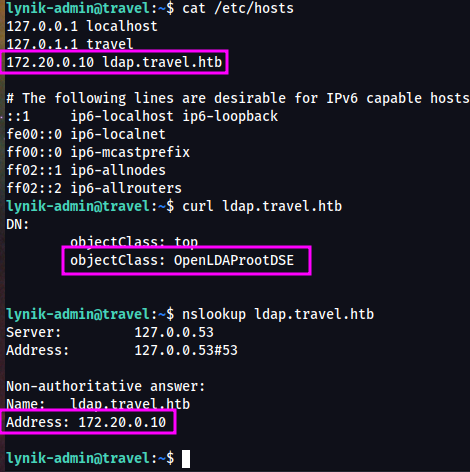 lynik-admin@travel:~$ cat /etc/hosts
127.0.0.1 localhost
127.0.1.1 travel
172.20.0.10 ldap.travel.htb
# The following lines are desirable for IPv6 capable hosts
::1     ip6-localhost ip6-loopback
fe00::0 ip6-localnet
ff00::0 ip6-mcastprefix
ff02::1 ip6-allnodes
ff02::2 ip6-allrouters
lynik-admin@travel:~$ curl ldap.travel.htb
DN:
        objectClass: top
        objectClass: OpenLDAProotDSE
lynik-admin@travel:~$ nslookup ldap.travel.htb
Server:         127.0.0.53
Address:        127.0.0.53#53
Non-authoritative answer:
Name:   ldap.travel.htb
Address: 172.20.0.10
lynik-admin@travel:~$